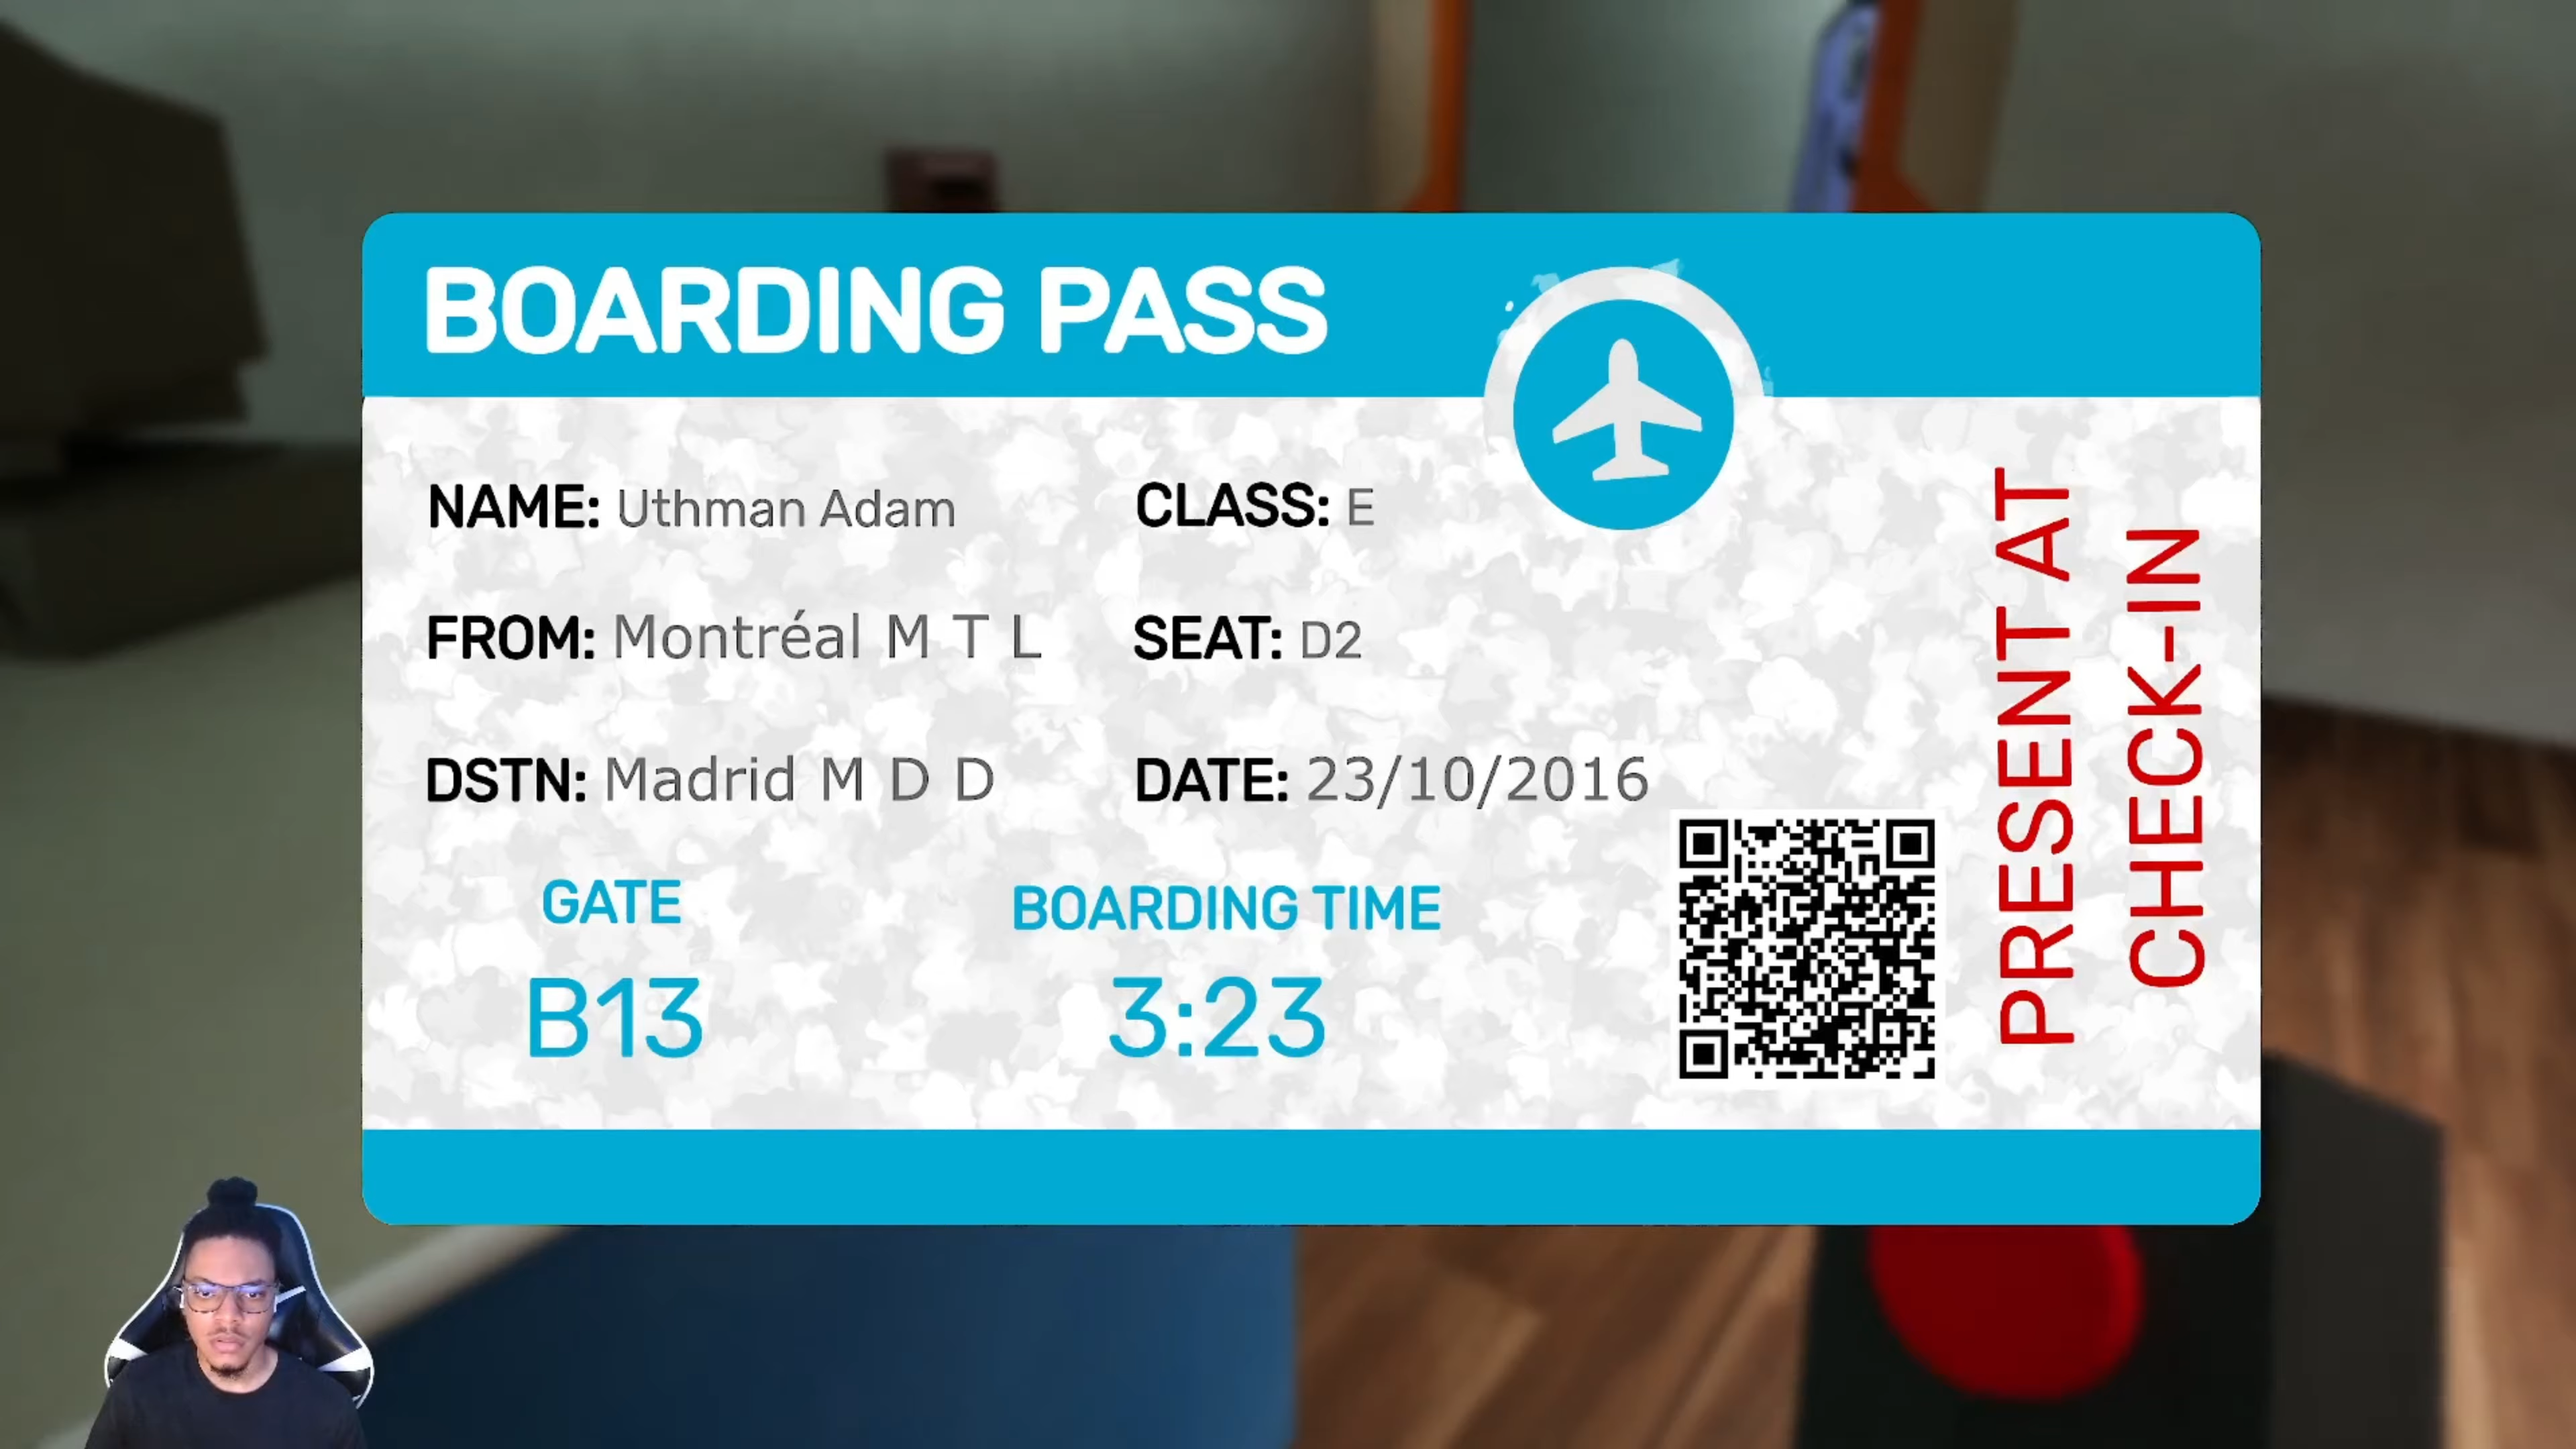 BOARDING PASS
NAME: Uthman Adam
CLASS: E
FROM: Montréal M T L
SEAT: D2
DSTN: Madrid M D D
DATE: 23/10/2016
GATE
B13
BOARDING TIME
3:23
PRESENT AT
CHECK-IN